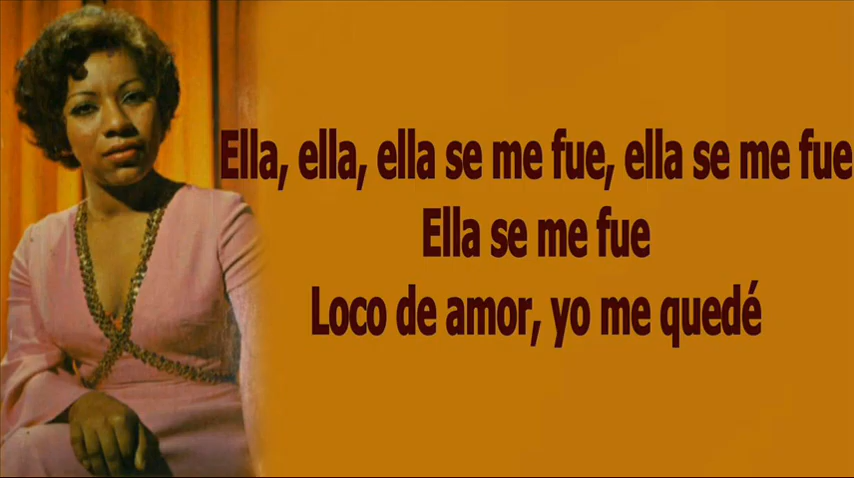 Ella, ella, ella se me fue, ella se me fue
Ella se me fue
Loco de amor, yo me quedé